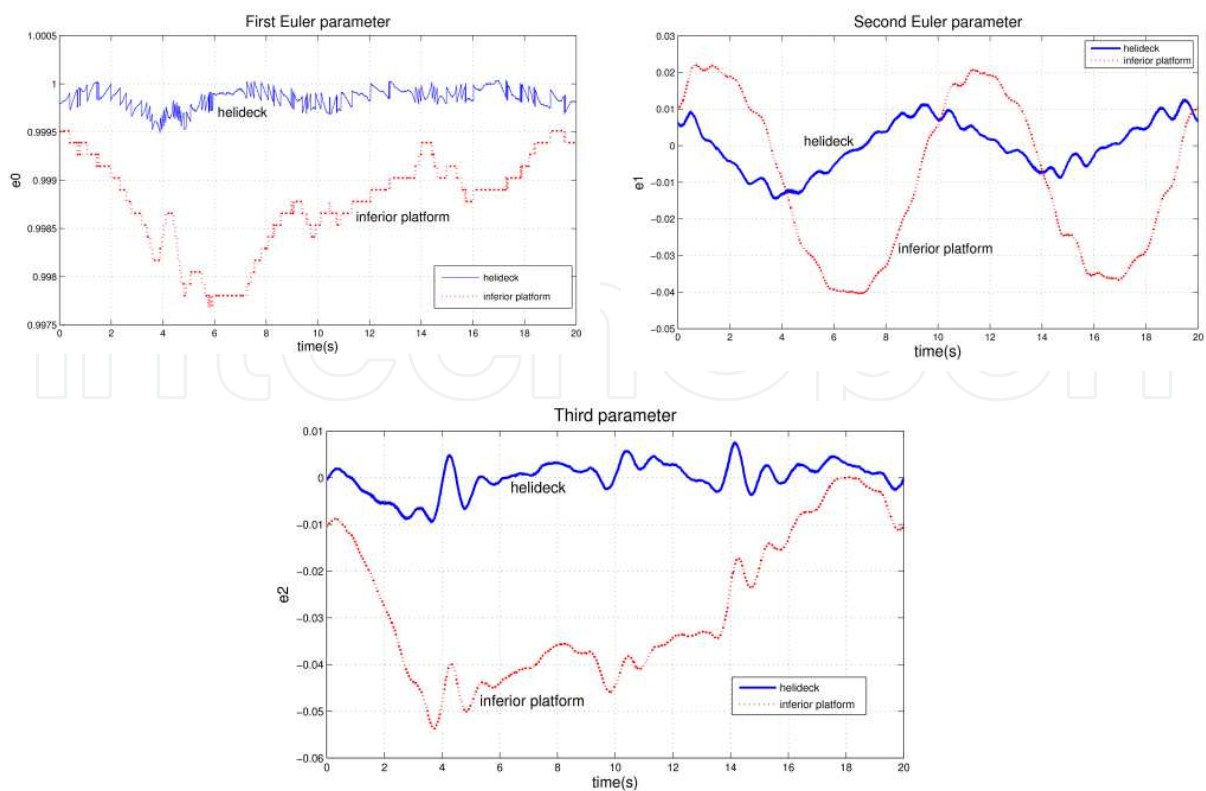 First Euler parameter
1.0005
1
0.9995
0.999
0.9985
0.998
0.9975
e0
helideck
inferior platform
helideck
inferior platform
0 2 4 6 8 10 12 14 16 18 20
time(s)
Second Euler parameter
0.03
0.02
0.01
0
−0.01
−0.02
−0.03
−0.04
−0.05
e1
helideck
inferior platform
helideck
inferior platform
0 2 4 6 8 10 12 14 16 18 20
time(s)
intechopen
Third parameter
0.01
0
−0.01
−0.02
−0.03
−0.04
−0.05
−0.06
e2
helideck
inferior platform
helideck
inferior platform
0 2 4 6 8 10 12 14 16 18 20
time(s)